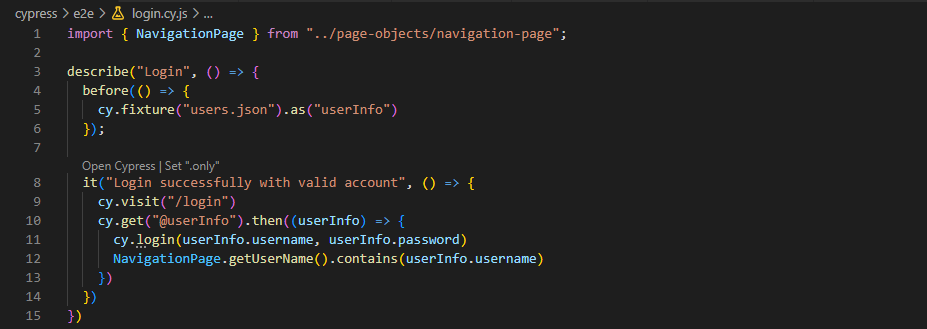 cypress > e2e > login.cy.js > ...
1 import { NavigationPage } from "../page-objects/navigation-page";
2
3 describe("Login", () => {
4   before(() => {
5     cy.fixture("users.json").as("userInfo")
6   });
7
Open Cypress | Set ".only"
8   it("Login successfully with valid account", () => {
9     cy.visit("/login")
10     cy.get("@userInfo").then((userInfo) => {
11       cy.login(userInfo.username, userInfo.password)
12       NavigationPage.getUserName().contains(userInfo.username)
13     })
14   })
15 })